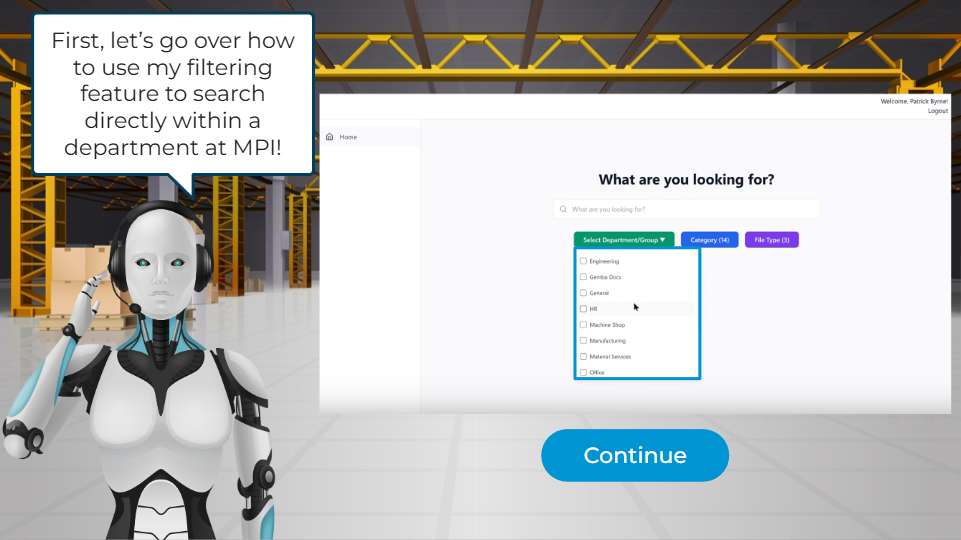 First, let's go over how
to use my filtering
feature to search
directly within a
department at MPI!
Welcome, Patrick Byrne!
Logout
Home
What are you looking for?
What are you looking for?
Select Department/Group ▼
Category (14)
File Type (3)
Engineering
Gemba Docs
General
HR
Machine Shop
Manufacturing
Material Services
Office
Continue